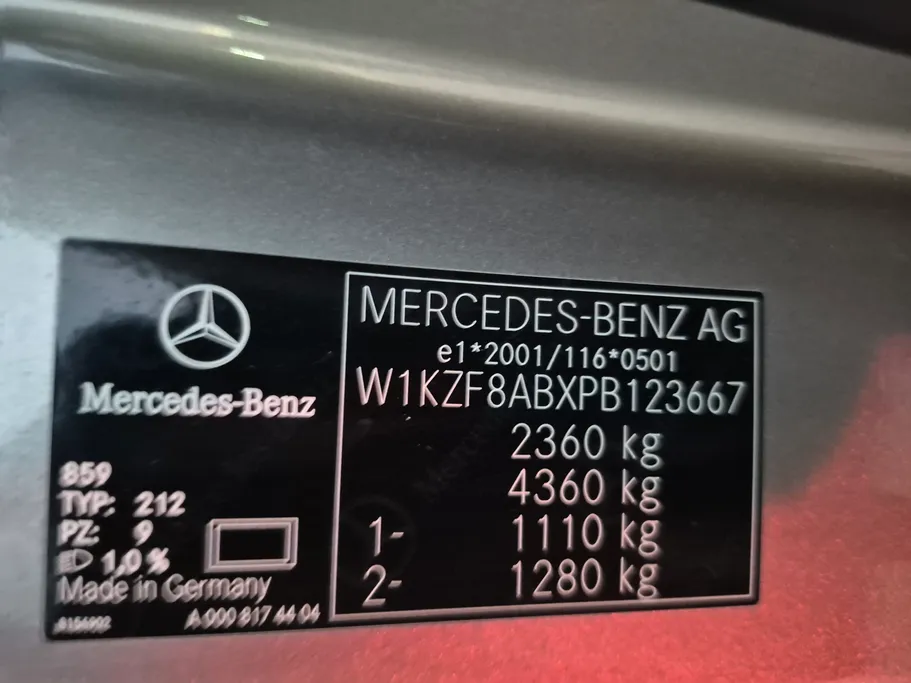 Mercedes-Benz
859
TYP: 212
PZ: 9
1,0 %
Made in Germany
8156902
A 000 817 44 04
MERCEDES-BENZ AG
e1*2001/116*0501
W1KZF8ABXPB123667
2360 kg
4360 kg
1- 1110 kg
2- 1280 kg